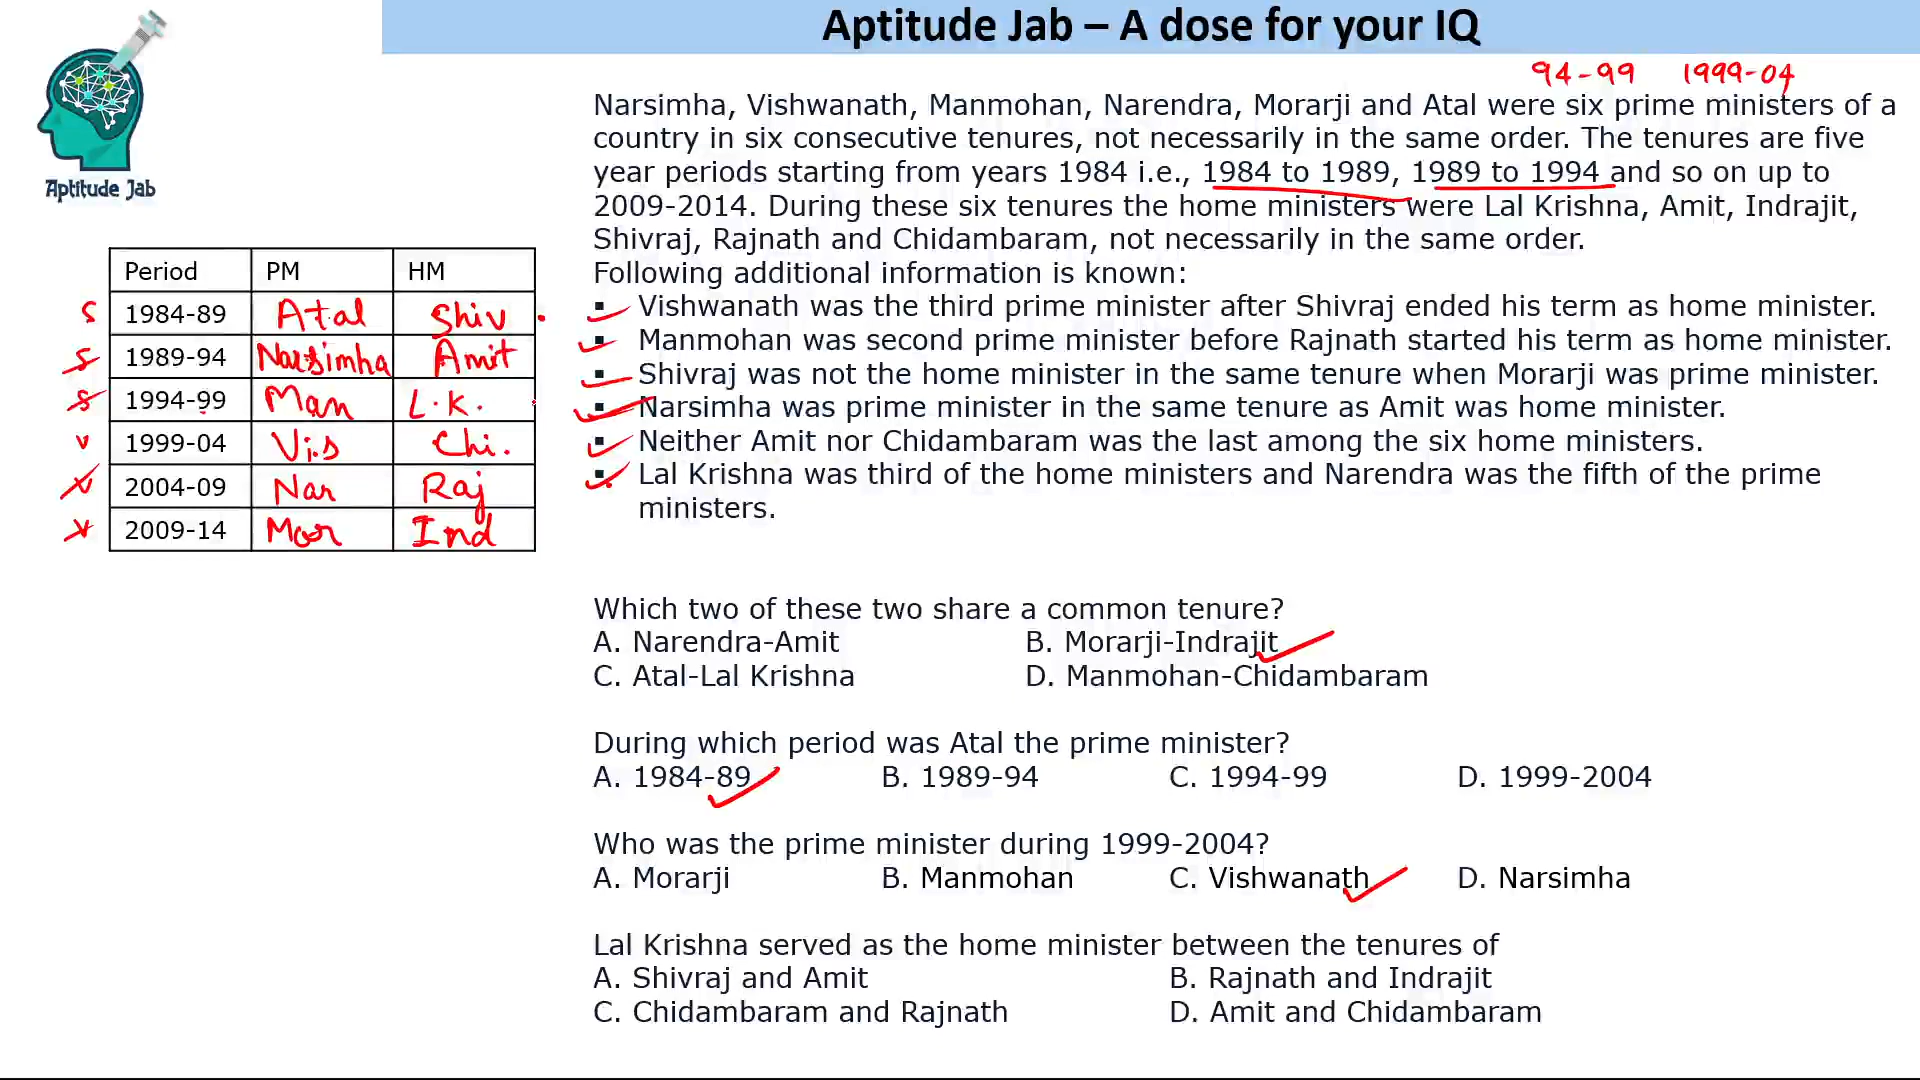 Aptitude Jab – A dose for your IQ
94-99 1999-04
Aptitude Jab
Narsimha, Vishwanath, Manmohan, Narendra, Morarji and Atal were six prime ministers of a
country in six consecutive tenures, not necessarily in the same order. The tenures are five
year periods starting from years 1984 i.e., 1984 to 1989, 1989 to 1994 and so on up to
2009-2014. During these six tenures the home ministers were Lal Krishna, Amit, Indrajit,
Shivraj, Rajnath and Chidambaram, not necessarily in the same order.
Following additional information is known:
▪ Vishwanath was the third prime minister after Shivraj ended his term as home minister.
▪ Manmohan was second prime minister before Rajnath started his term as home minister.
▪ Shivraj was not the home minister in the same tenure when Morarji was prime minister.
▪ Narsimha was prime minister in the same tenure as Amit was home minister.
▪ Neither Amit nor Chidambaram was the last among the six home ministers.
▪ Lal Krishna was third of the home ministers and Narendra was the fifth of the prime
ministers.
Period PM HM
S 1984-89 Atal Shiv
S 1989-94 Narsimha Amit
S 1994-99 Man L.K.
V 1999-04 Vis Chi.
V 2004-09 Nar Raj
V 2009-14 Mor Ind
Which two of these two share a common tenure?
A. Narendra-Amit B. Morarji-Indrajit
C. Atal-Lal Krishna D. Manmohan-Chidambaram
During which period was Atal the prime minister?
A. 1984-89 B. 1989-94 C. 1994-99 D. 1999-2004
Who was the prime minister during 1999-2004?
A. Morarji B. Manmohan C. Vishwanath D. Narsimha
Lal Krishna served as the home minister between the tenures of
A. Shivraj and Amit B. Rajnath and Indrajit
C. Chidambaram and Rajnath D. Amit and Chidambaram